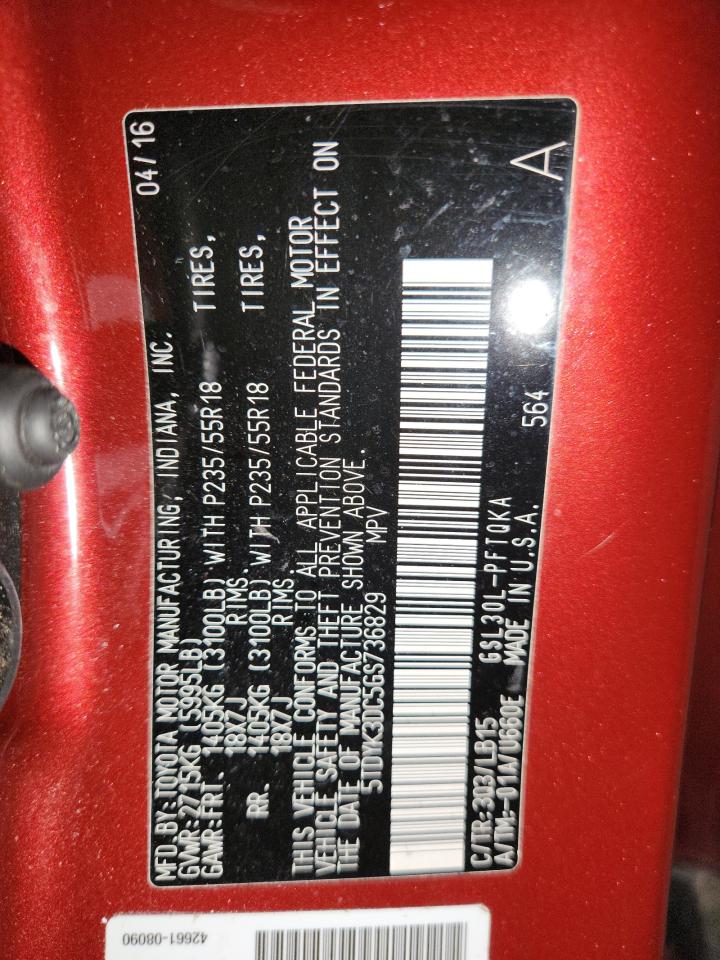 MFD.BY:TOYOTA MOTOR MANUFACTURING, INDIANA, INC. 04/16
GVWR:2715KG (5995LB)
GAWR:FRT. 1405KG (3100LB) WITH P235/55R18 TIRES,
18X7J RIMS.
RR. 1405KG (3100LB) WITH P235/55R18 TIRES,
18X7J RIMS
THIS VEHICLE CONFORMS TO ALL APPLICABLE FEDERAL MOTOR
VEHICLE SAFETY AND THEFT PREVENTION STANDARDS IN EFFECT ON
THE DATE OF MANUFACTURE SHOWN ABOVE.
5TDYK3DC5GS736829 MPV
C/TR:303/LB15 GSL30L-PFTQKA 564
A/TM:-011A/U660E MADE IN U.S.A. A
42661-08090